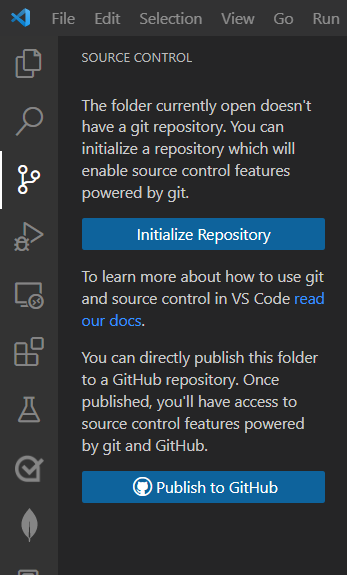 File Edit Selection View Go Run
SOURCE CONTROL
The folder currently open doesn't
have a git repository. You can
initialize a repository which will
enable source control features
powered by git.
Initialize Repository
To learn more about how to use git
and source control in VS Code read
our docs.
You can directly publish this folder
to a GitHub repository. Once
published, you'll have access to
source control features powered
by git and GitHub.
Publish to GitHub